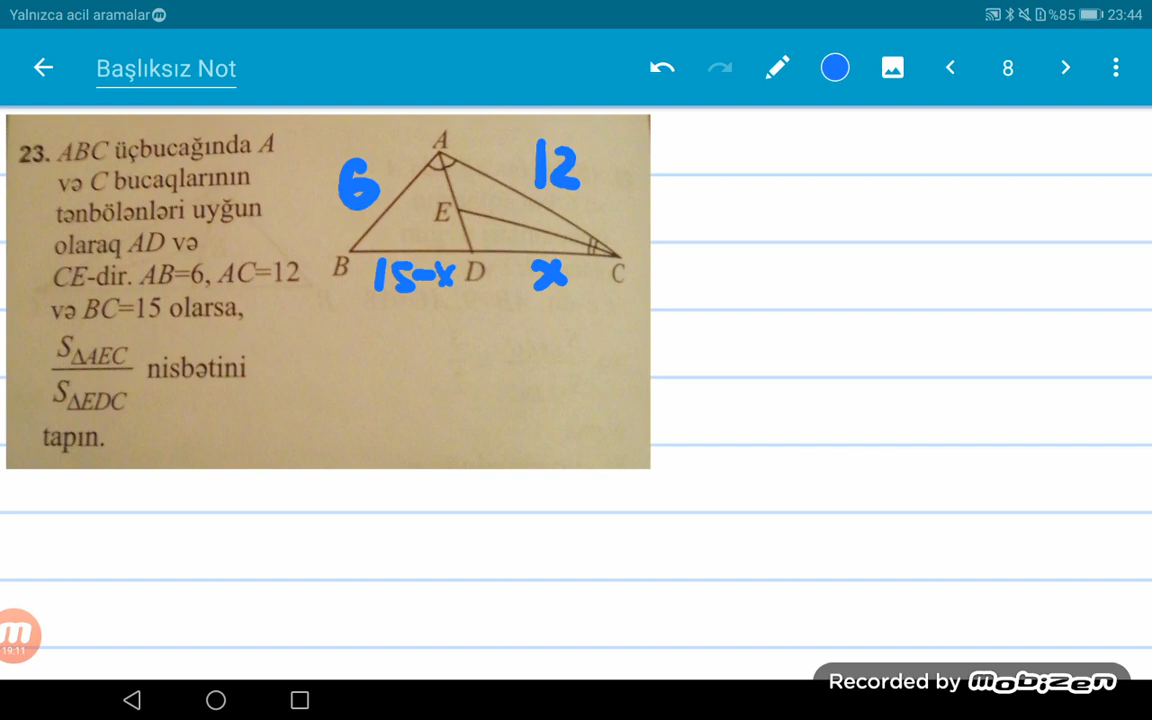 Yalnızca acil aramalar
%85 23:44
Başlıksız Not
8
23. ABC üçbucağında A
və C bucaqlarının
tənbölənləri uyğun
olaraq AD və
CE-dir. AB=6, AC=12
və BC=15 olarsa,
S∆AEC
S∆EDC
nisbətini
tapın.
A
6
12
E
B
15-x
D
x
C
19:11
Recorded by mobizen